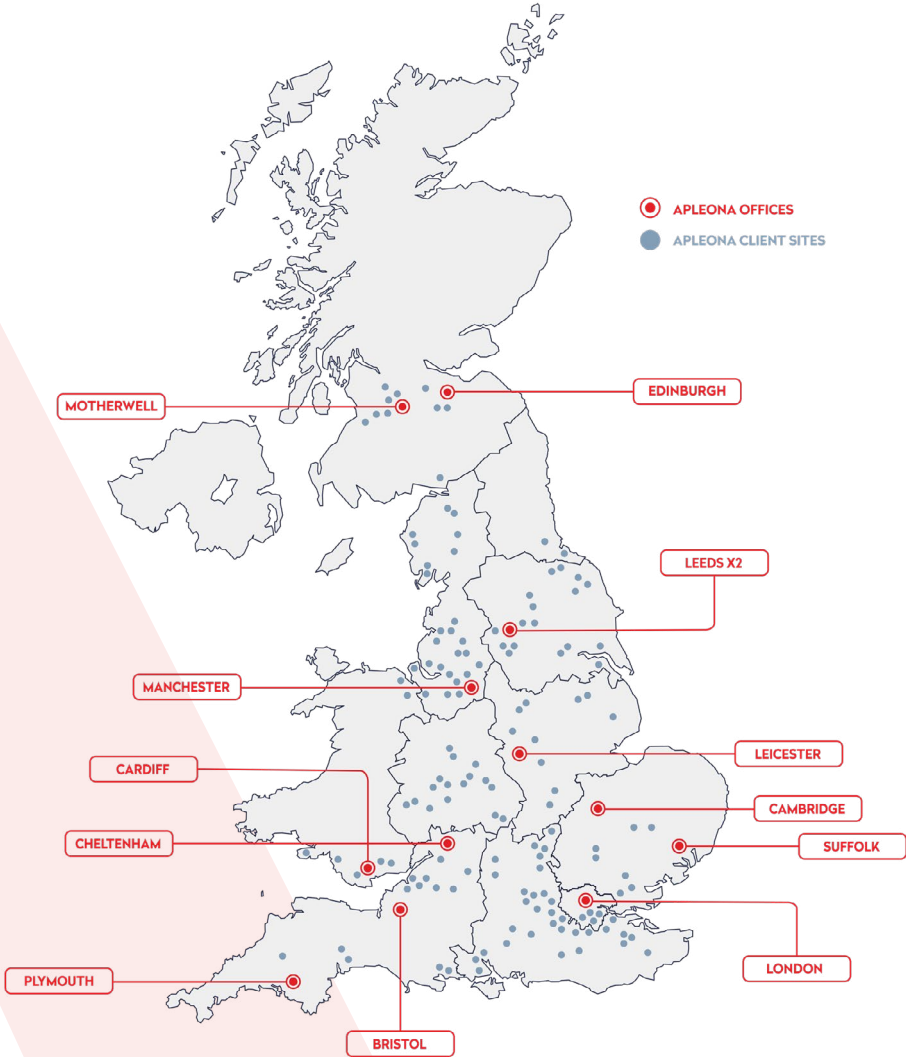 APLEONA OFFICES
APLEONA CLIENT SITES
EDINBURGH
MOTHERWELL
LEEDS X2
MANCHESTER
LEICESTER
CARDIFF
CAMBRIDGE
CHELTENHAM
SUFFOLK
LONDON
PLYMOUTH
BRISTOL